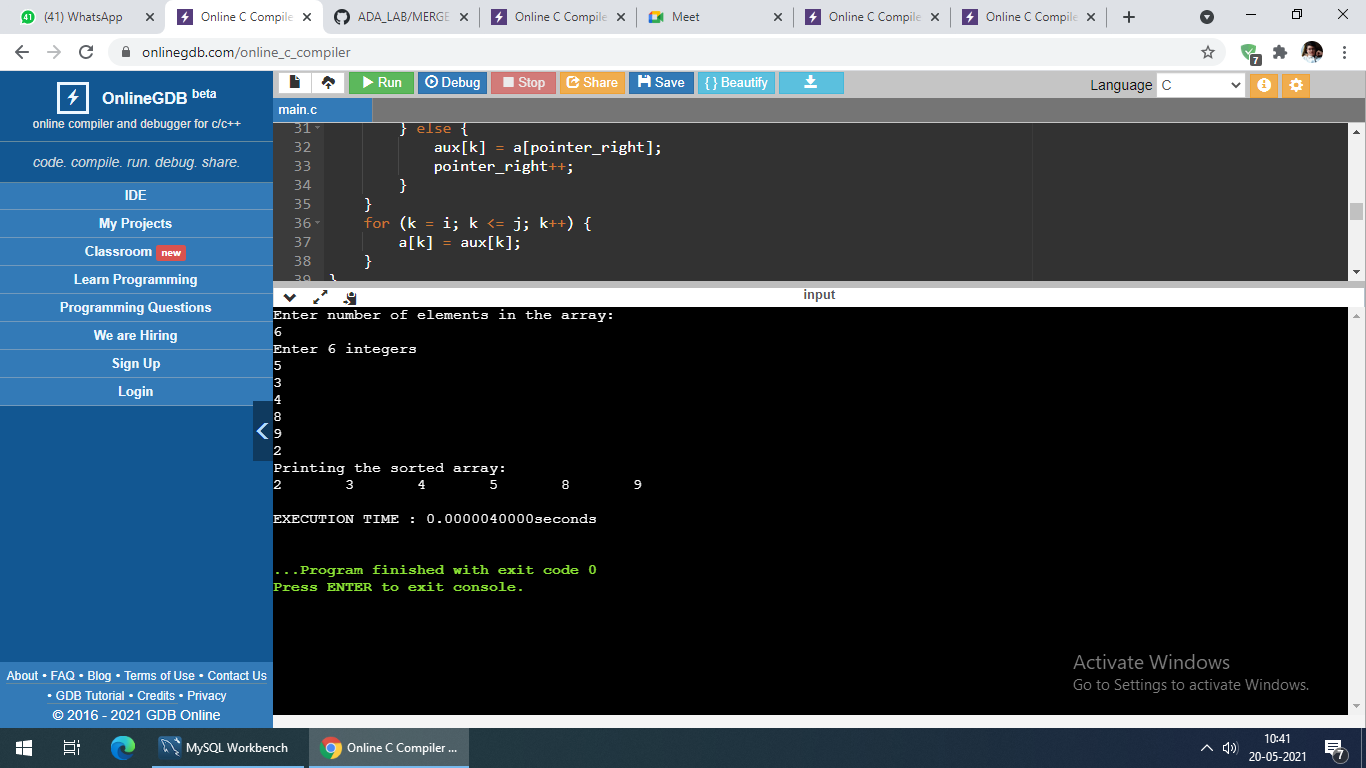 (41) WhatsApp
Online C Compile
ADA_LAB/MERGE
Online C Compile
Meet
Online C Compile
Online C Compile
onlinegdb.com/online_c_compiler
7
OnlineGDB beta
online compiler and debugger for c/c++
code. compile. run. debug. share.
IDE
My Projects
Classroom new
Learn Programming
Programming Questions
We are Hiring
Sign Up
Login
About • FAQ • Blog • Terms of Use • Contact Us
• GDB Tutorial • Credits • Privacy
© 2016 - 2021 GDB Online
Run Debug Stop Share Save { } Beautify Language C
main.c
31 } else {
32 aux[k] = a[pointer_right];
33 pointer_right++;
34 }
35 }
36 for (k = i; k <= j; k++) {
37 a[k] = aux[k];
38 }
39 }
input
Enter number of elements in the array:
6
Enter 6 integers
5
3
4
8
9
2
Printing the sorted array:
2 3 4 5 8 9
EXECUTION TIME : 0.0000040000seconds
...Program finished with exit code 0
Press ENTER to exit console.
Activate Windows
Go to Settings to activate Windows.
MySQL Workbench
Online C Compiler ...
10:41
20-05-2021
7